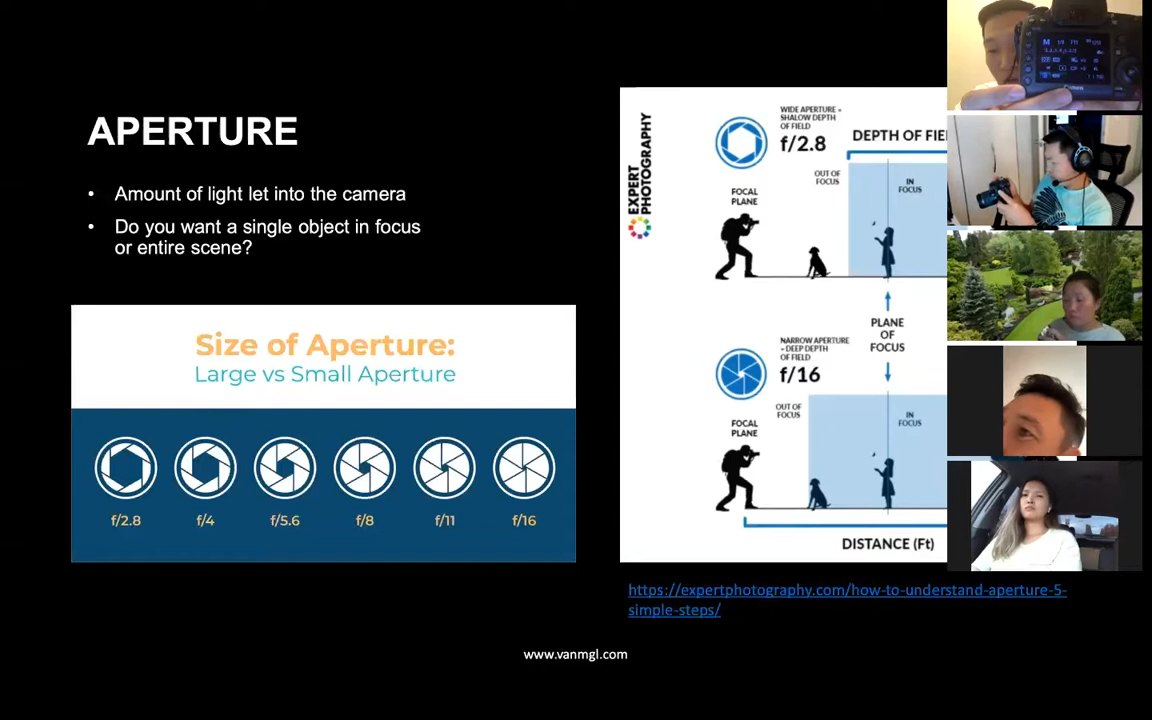 APERTURE
• Amount of light let into the camera
• Do you want a single object in focus
or entire scene?
Size of Aperture:
Large vs Small Aperture
f/2.8
f/4
f/5.6
f/8
f/11
f/16
EXPERT
PHOTOGRAPHY
WIDE APERTURE =
SHALOW DEPTH
OF FIELD
f/2.8
DEPTH OF FIE
OUT OF
FOCUS
IN
FOCUS
FOCAL
PLANE
PLANE
OF
FOCUS
NARROW APERTURE
= DEEP DEPTH
OF FIELD
f/16
OUT OF
FOCUS
IN
FOCUS
FOCAL
PLANE
DISTANCE (Ft)
https://expertphotography.com/how-to-understand-aperture-5-
simple-steps/
www.vanmgl.com